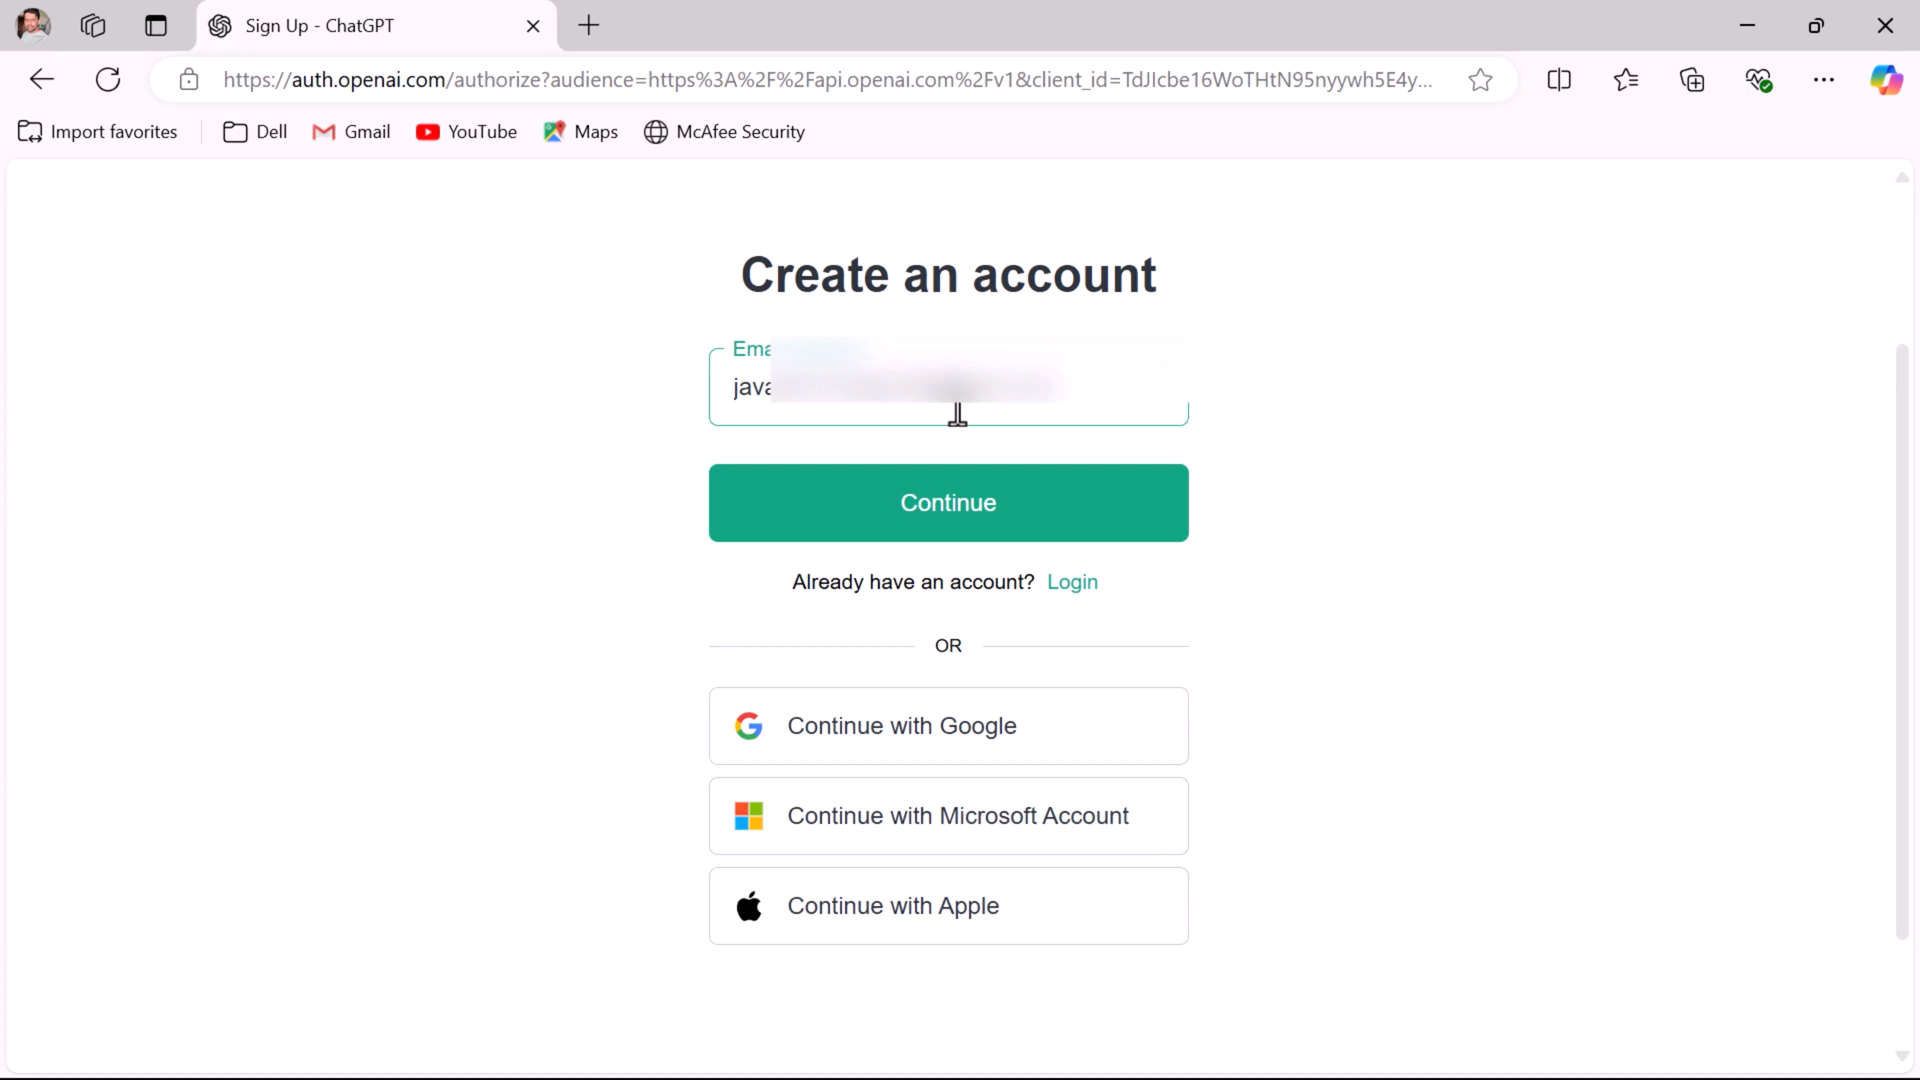 Sign Up - ChatGPT
https://auth.openai.com/authorize?audience=https%3A%2F%2Fapi.openai.com%2Fv1&client_id=TdJIcbe16WoTHtN95nyywh5E4y...
Import favorites Dell Gmail YouTube Maps McAfee Security
Create an account
Continue
Already have an account? Login
OR
Continue with Google
Continue with Microsoft Account
Continue with Apple